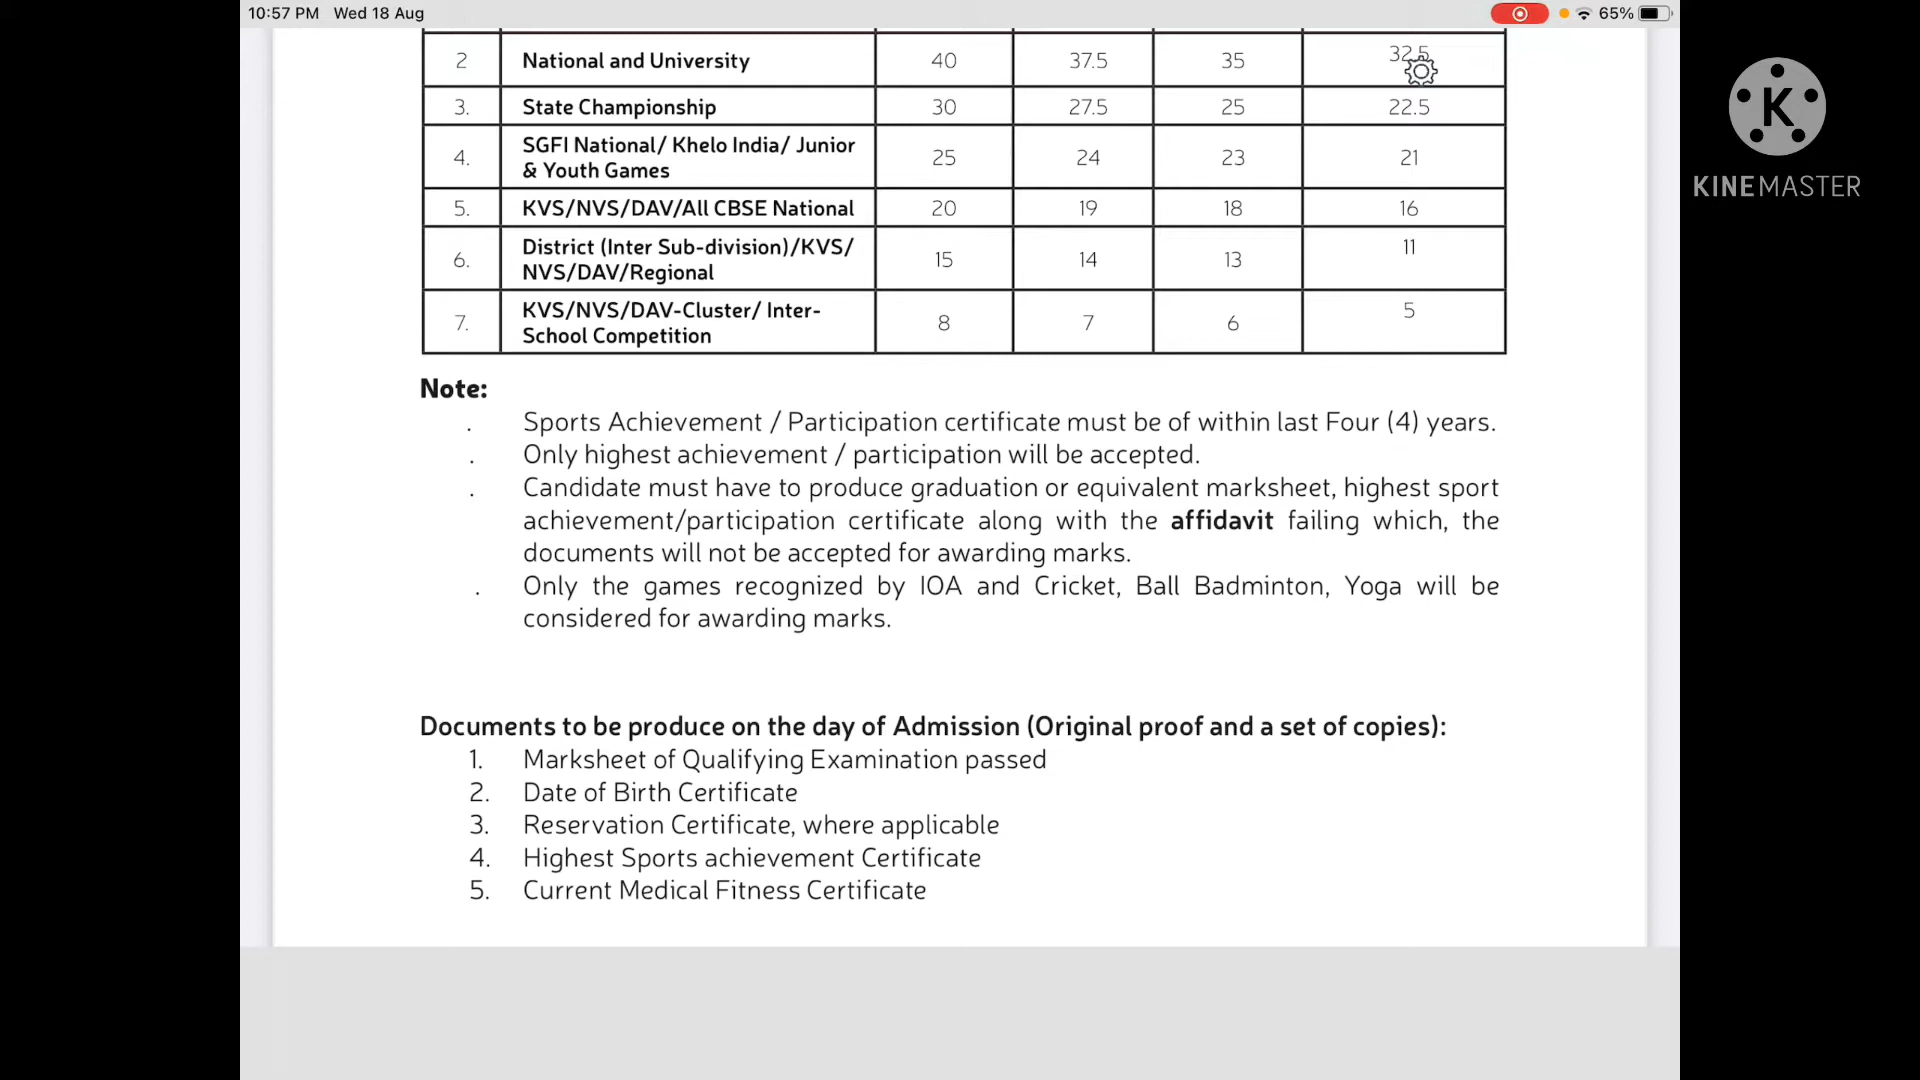 10:57 PM Wed 18 Aug 65%
2 National and University 40 37.5 35 32.5
3. State Championship 30 27.5 25 22.5
4. SGFI National/ Khelo India/ Junior
& Youth Games 25 24 23 21
5. KVS/NVS/DAV/All CBSE National 20 19 18 16
6. District (Inter Sub-division)/KVS/
NVS/DAV/Regional 15 14 13 11
7. KVS/NVS/DAV-Cluster/ Inter-
School Competition 8 7 6 5
Note:
. Sports Achievement / Participation certificate must be of within last Four (4) years.
. Only highest achievement / participation will be accepted.
. Candidate must have to produce graduation or equivalent marksheet, highest sport
achievement/participation certificate along with the affidavit failing which, the
documents will not be accepted for awarding marks.
. Only the games recognized by IOA and Cricket, Ball Badminton, Yoga will be
considered for awarding marks.
Documents to be produce on the day of Admission (Original proof and a set of copies):
1. Marksheet of Qualifying Examination passed
2. Date of Birth Certificate
3. Reservation Certificate, where applicable
4. Highest Sports achievement Certificate
5. Current Medical Fitness Certificate
K
KINEMASTER